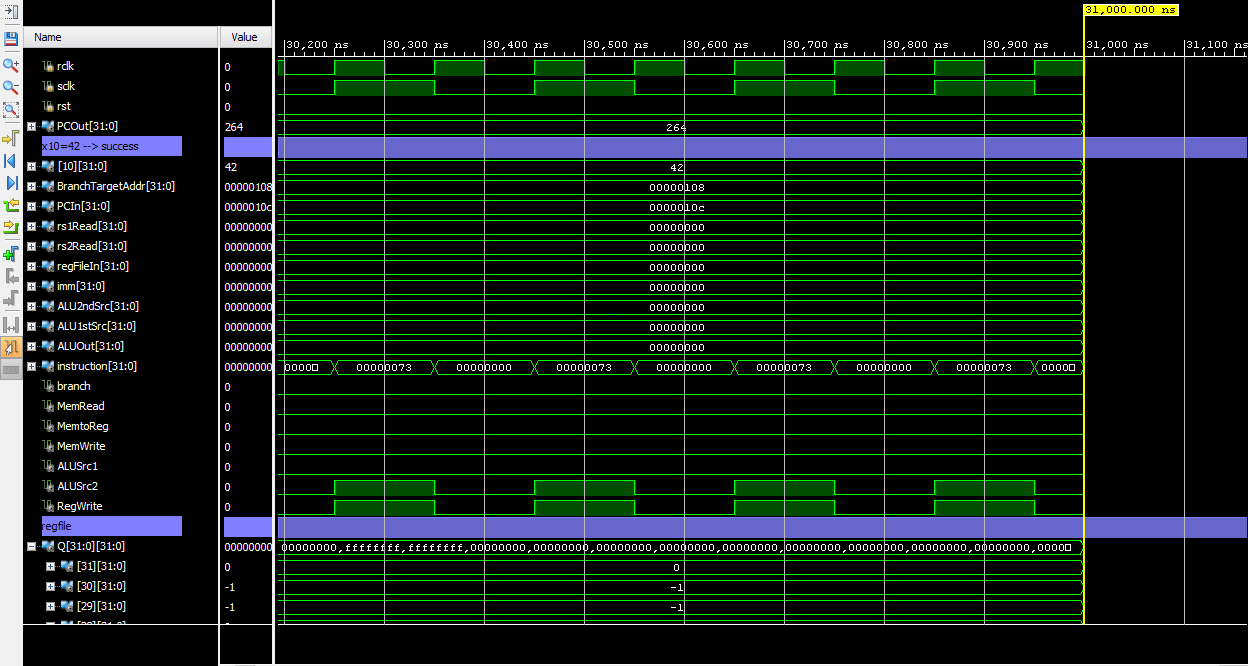 31,000.000 ns
Name Value
30,200 ns 30,300 ns 30,400 ns 30,500 ns 30,600 ns 30,700 ns 30,800 ns 30,900 ns 31,000 ns 31,100 ns
rclk 0
sclk 0
rst 0
PCOut[31:0] 264 264
x10=42 --> success
[10][31:0] 42 42
BranchTargetAddr[31:0] 00000108 00000108
PCIn[31:0] 0000010c 0000010c
rs1Read[31:0] 00000000 00000000
rs2Read[31:0] 00000000 00000000
regFileIn[31:0] 00000000 00000000
imm[31:0] 00000000 00000000
ALU2ndSrc[31:0] 00000000 00000000
ALU1stSrc[31:0] 00000000 00000000
ALUOut[31:0] 00000000 00000000
instruction[31:0] 00000000 00000 00000073 00000000 00000073 00000000 00000073 00000000 00000073 0000
branch 0
MemRead 0
MemtoReg 0
MemWrite 0
ALUSrc1 0
ALUSrc2 0
RegWrite 0
regfile
Q[31:0][31:0] 00000000 00000000,ffffffff,ffffffff,00000000,00000000,00000000,00000000,00000000,00000000,00000000,00000000,00000000,0000
[31][31:0] 0 0
[30][31:0] -1 -1
[29][31:0] -1 -1